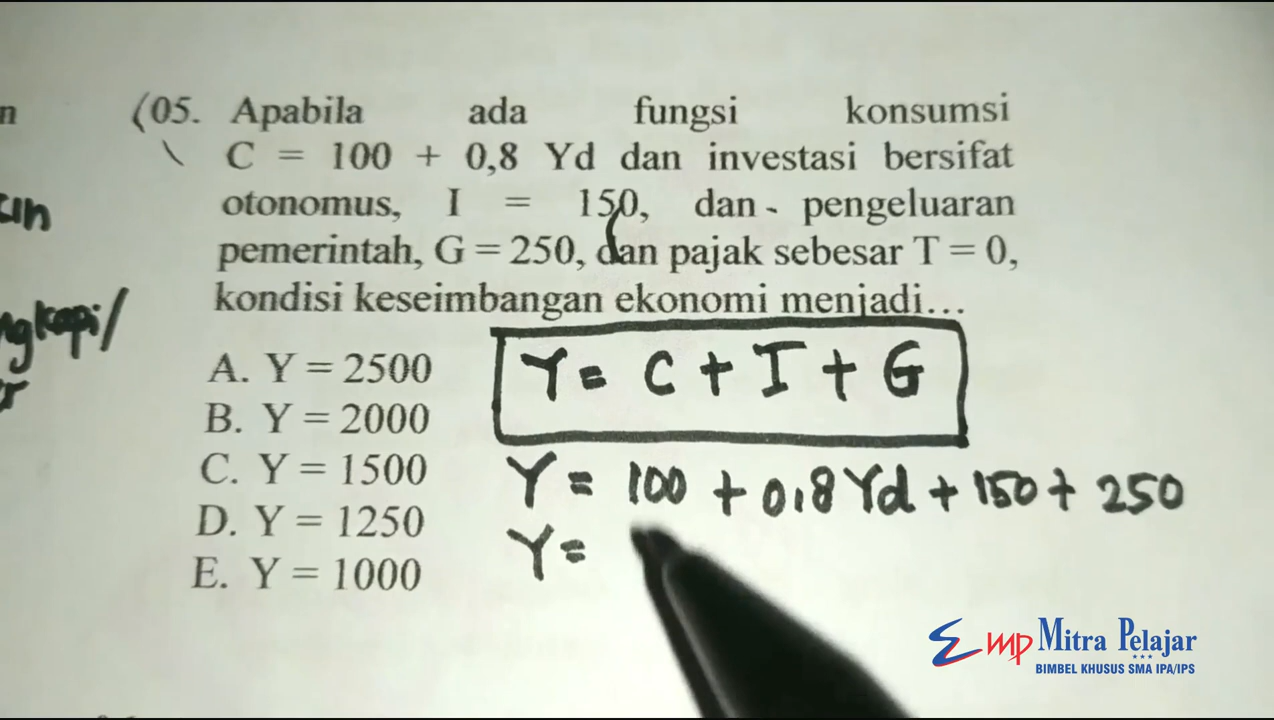 n
(05. Apabila ada fungsi konsumsi
C = 100 + 0,8 Yd dan investasi bersifat
otonomus, I = 150, dan - pengeluaran
pemerintah, G = 250, dan pajak sebesar T = 0,
kondisi keseimbangan ekonomi menjadi...
A. Y = 2500
B. Y = 2000
C. Y = 1500
D. Y = 1250
E. Y = 1000
Y = C + I + G
Y = 100 + 0.8 Yd + 150 + 250
Y =
Emp Mitra Pelajar
BIMBEL KHUSUS SMA IPA/IPS